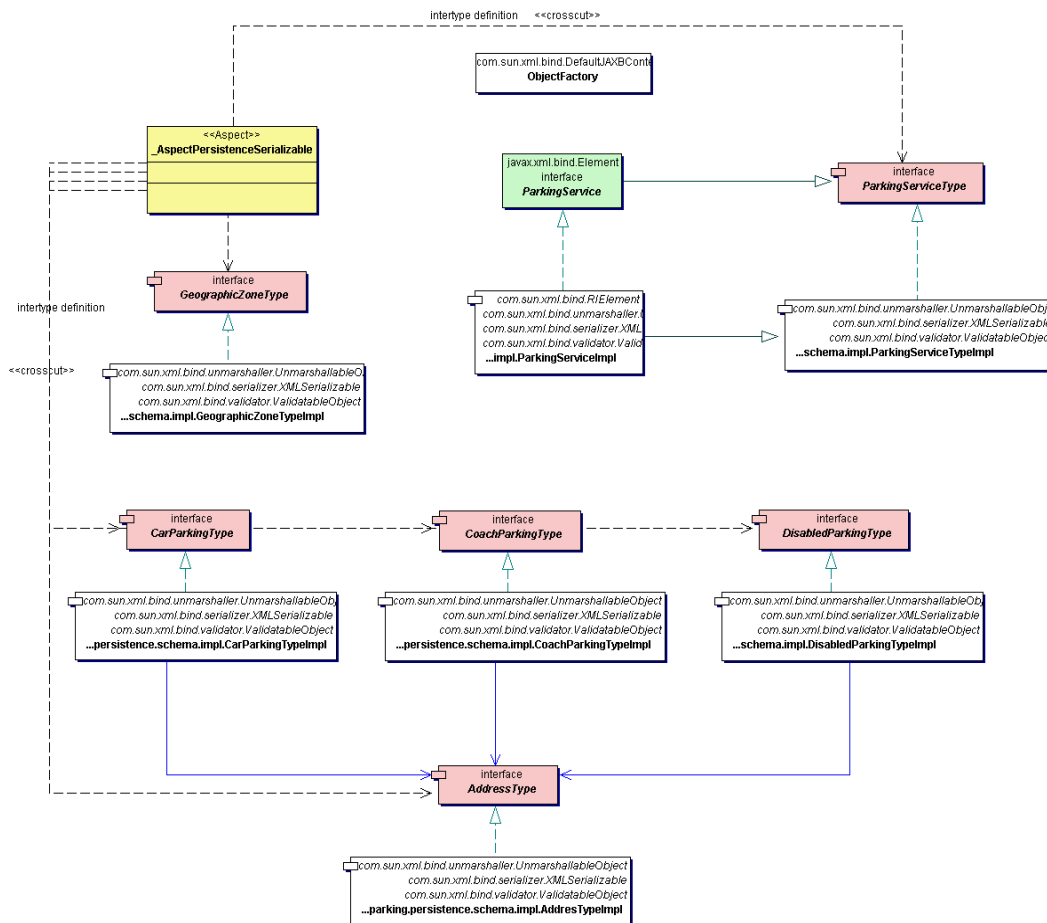 intertype definition <<crosscut>>
com.sun.xml.bind.DefaultJAXBConte
ObjectFactory
<<Aspect>>
_AspectPersistenceSerializable
javax.xml.bind.Element
interface
ParkingService
interface
ParkingServiceType
interface
GeographicZoneType
intertype definition
<<crosscut>>
com.sun.xml.bind.RIElement
com.sun.xml.bind.unmarshaller.
com.sun.xml.bind.serializer.XML
com.sun.xml.bind.validator.Valid
...impl.ParkingServiceImpl
com.sun.xml.bind.unmarshaller.UnmarshallableObj
com.sun.xml.bind.serializer.XMLSerializable
com.sun.xml.bind.validator.ValidatableObject
...schema.impl.ParkingServiceTypeImpl
com.sun.xml.bind.unmarshaller.UnmarshallableO
com.sun.xml.bind.serializer.XMLSerializable
com.sun.xml.bind.validator.ValidatableObject
...schema.impl.GeographicZoneTypeImpl
interface
CarParkingType
interface
CoachParkingType
interface
DisabledParkingType
com.sun.xml.bind.unmarshaller.UnmarshallableObj
com.sun.xml.bind.serializer.XMLSerializable
com.sun.xml.bind.validator.ValidatableObject
...persistence.schema.impl.CarParkingTypeImpl
com.sun.xml.bind.unmarshaller.UnmarshallableObject
com.sun.xml.bind.serializer.XMLSerializable
com.sun.xml.bind.validator.ValidatableObject
...persistence.schema.impl.CoachParkingTypeImpl
com.sun.xml.bind.unmarshaller.UnmarshallableObj
com.sun.xml.bind.serializer.XMLSerializable
com.sun.xml.bind.validator.ValidatableObject
...schema.impl.DisabledParkingTypeImpl
interface
AddressType
com.sun.xml.bind.unmarshaller.UnmarshallableObject
com.sun.xml.bind.serializer.XMLSerializable
com.sun.xml.bind.validator.ValidatableObject
...parking.persistence.schema.impl.AddresTypeImpl